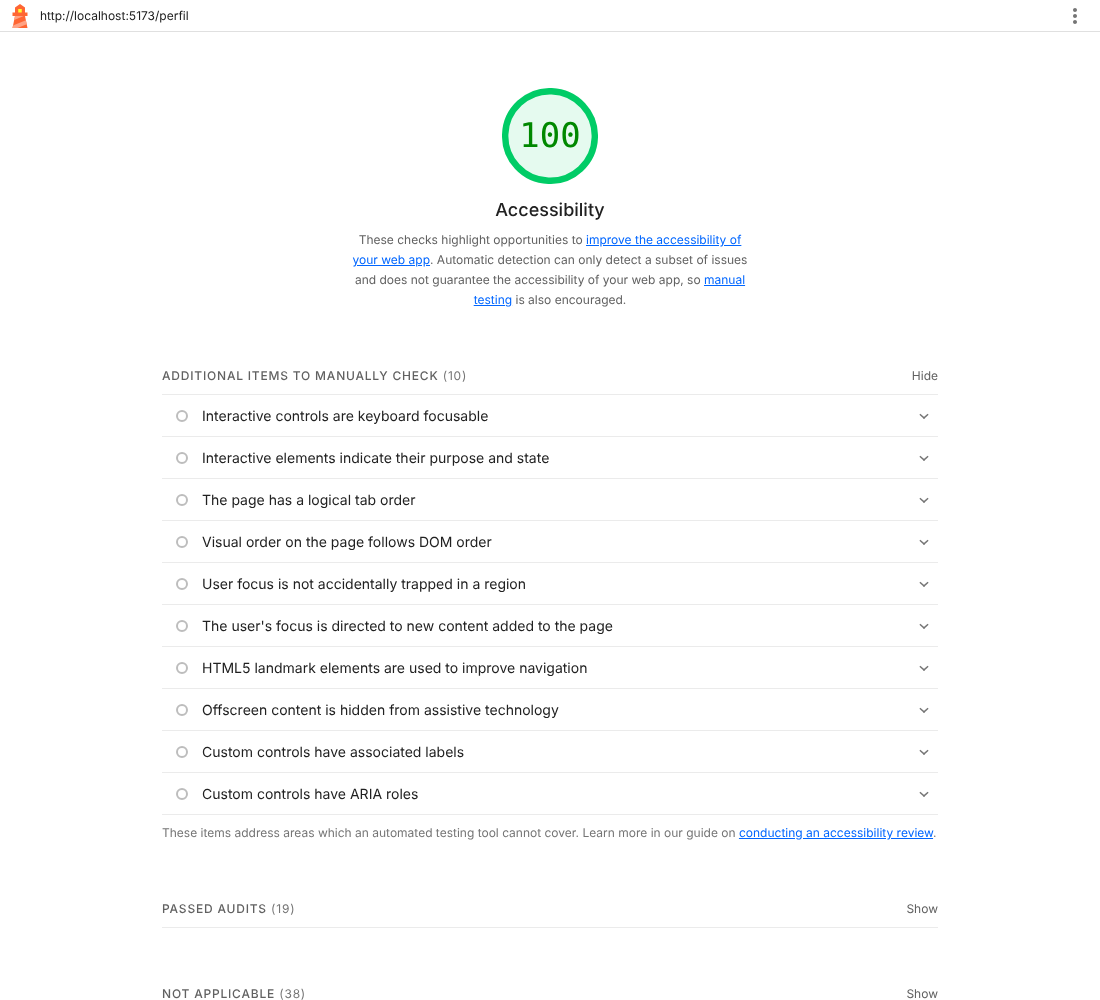 http://localhost:5173/perfil
100
Accessibility
These checks highlight opportunities to improve the accessibility of
your web app. Automatic detection can only detect a subset of issues
and does not guarantee the accessibility of your web app, so manual
testing is also encouraged.
ADDITIONAL ITEMS TO MANUALLY CHECK (10) Hide
Interactive controls are keyboard focusable
Interactive elements indicate their purpose and state
The page has a logical tab order
Visual order on the page follows DOM order
User focus is not accidentally trapped in a region
The user's focus is directed to new content added to the page
HTML5 landmark elements are used to improve navigation
Offscreen content is hidden from assistive technology
Custom controls have associated labels
Custom controls have ARIA roles
These items address areas which an automated testing tool cannot cover. Learn more in our guide on conducting an accessibility review.
PASSED AUDITS (19) Show
NOT APPLICABLE (38) Show